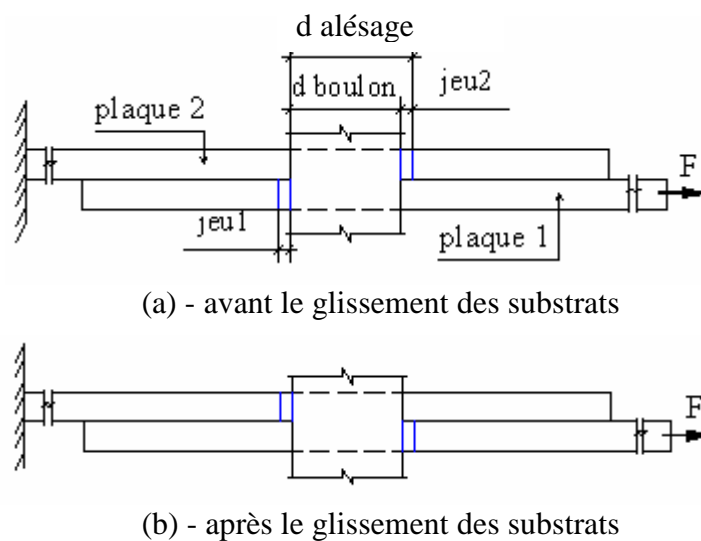 d alésage
d boulon
jeu2
plaque 2
F
jeu1
plaque 1
(a) - avant le glissement des substrats
F
(b) - après le glissement des substrats